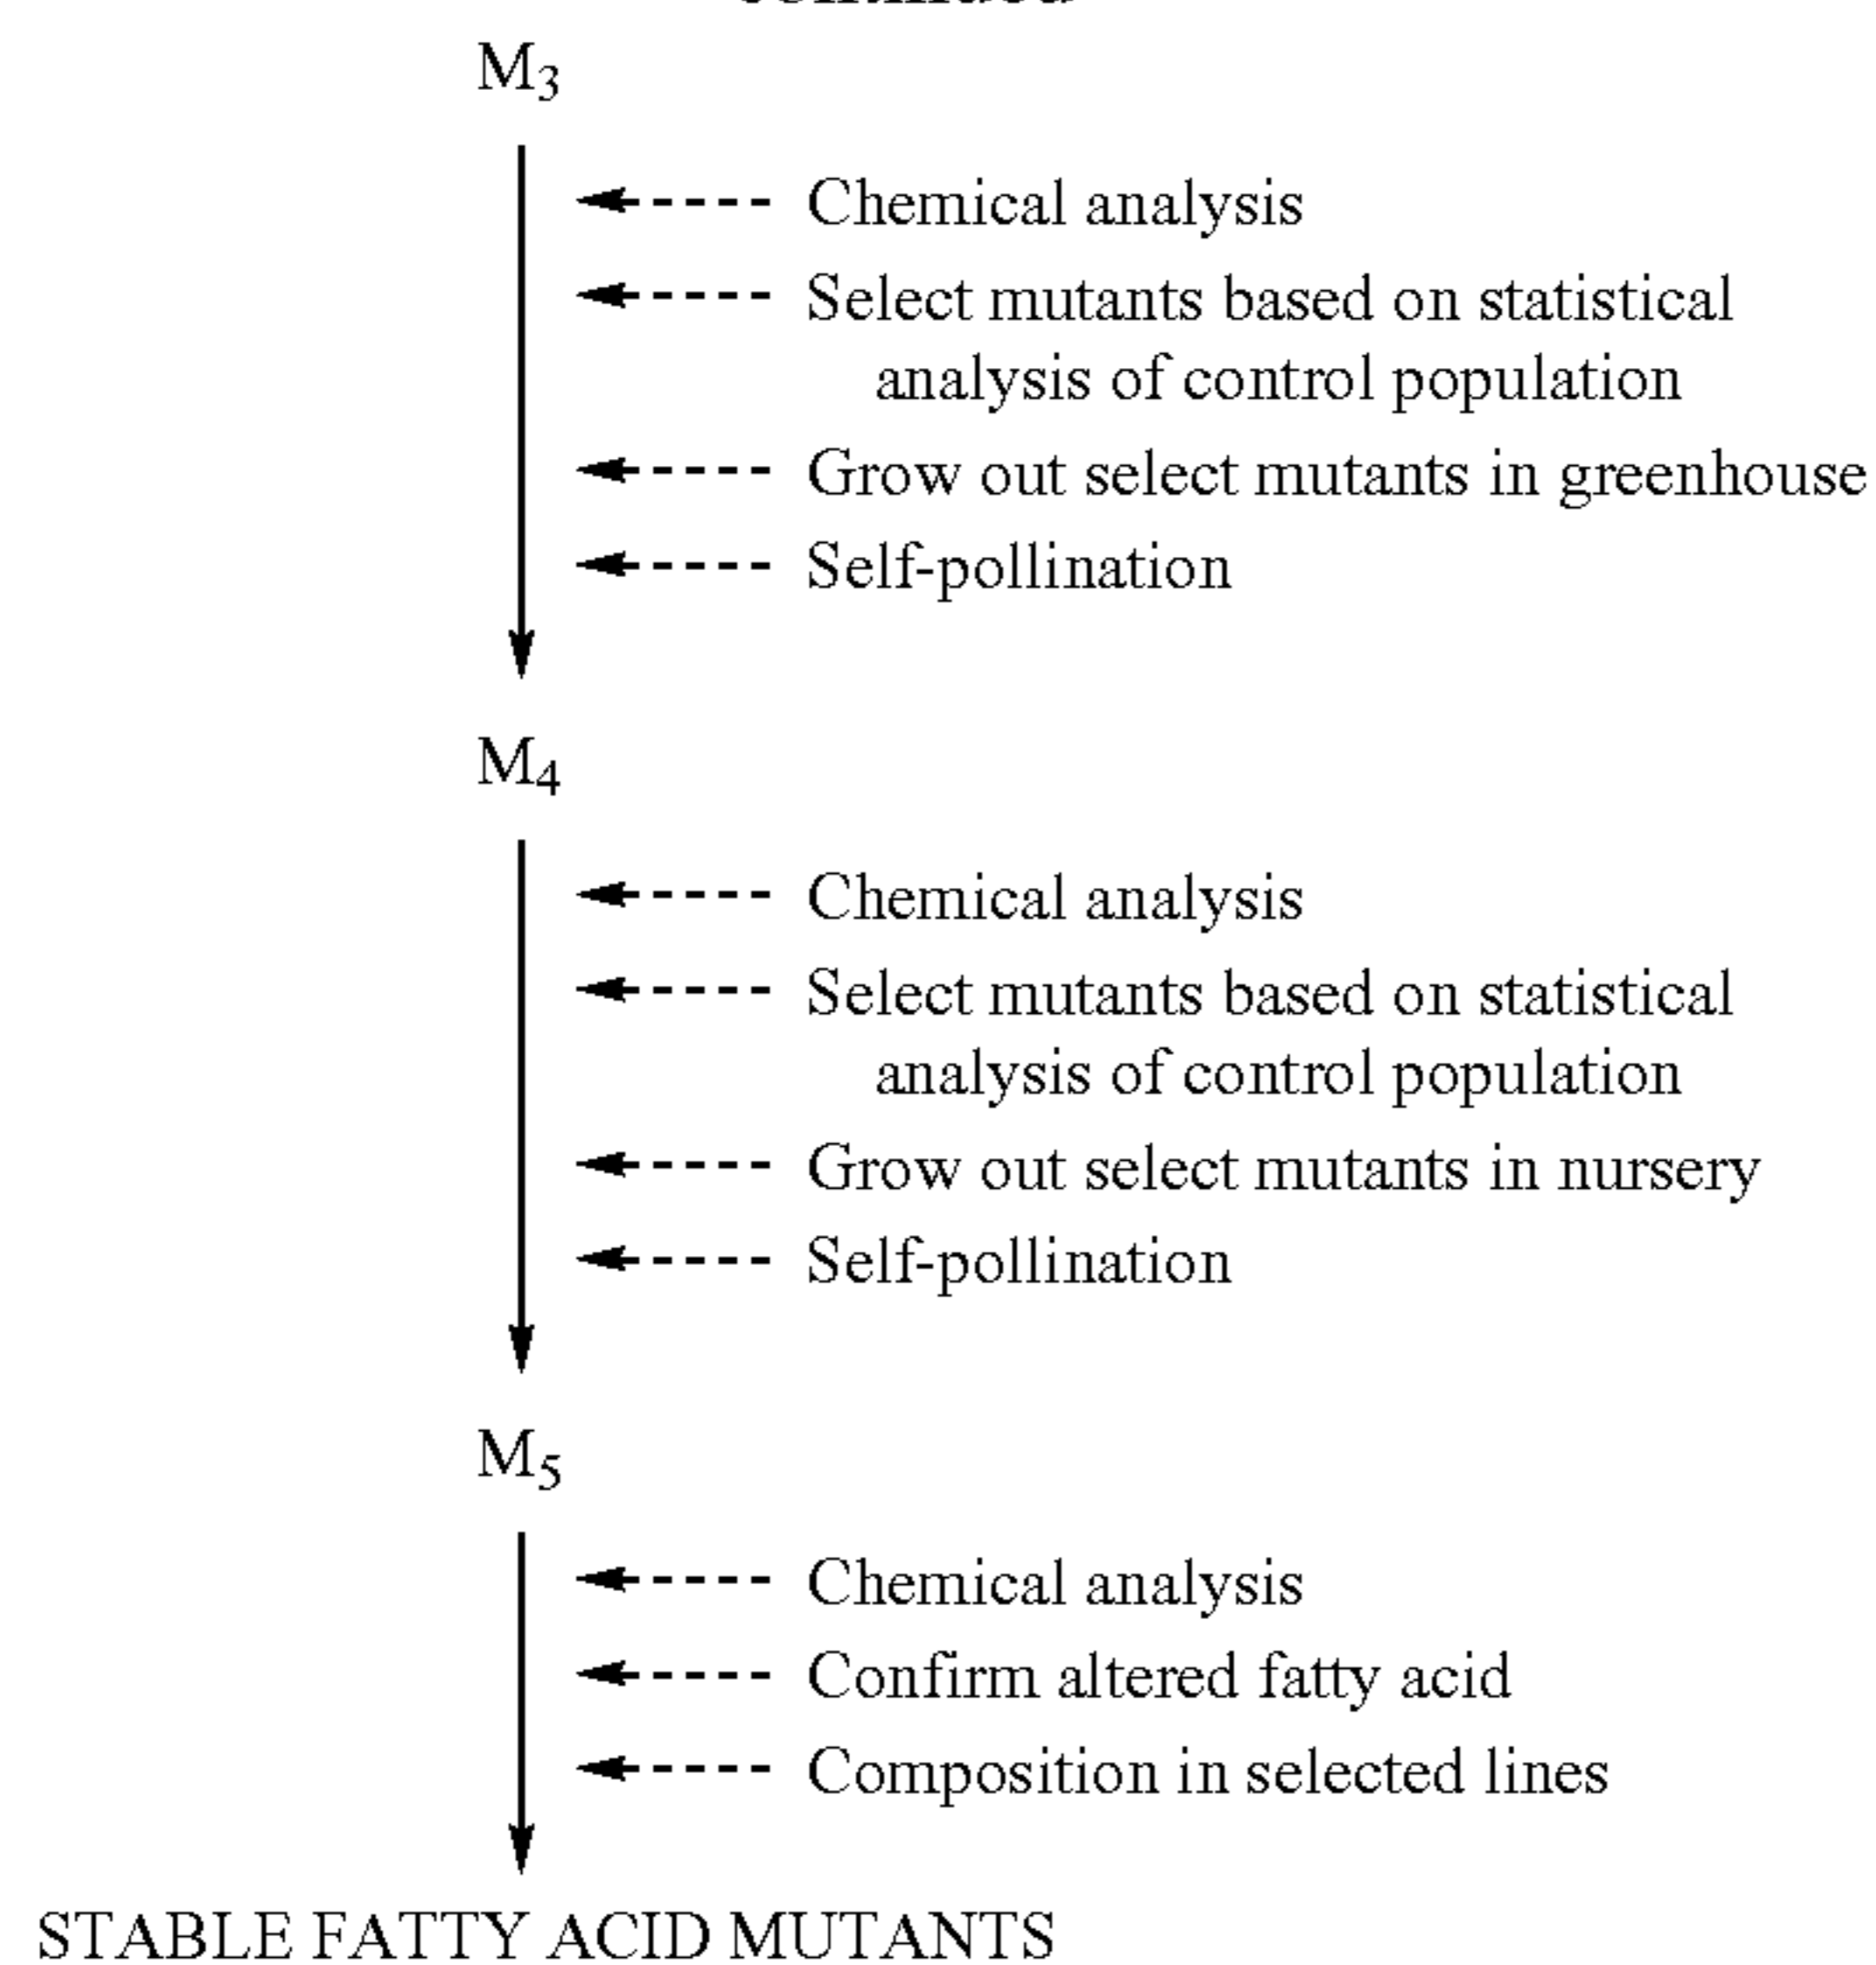 M3
Chemical analysis
Select mutants based on statistical
analysis of control population
Grow out select mutants in greenhouse
Self-pollination
M4
Chemical analysis
Select mutants based on statistical
analysis of control population
Grow out select mutants in nursery
Self-pollination
M5
Chemical analysis
Confirm altered fatty acid
Composition in selected lines
STABLE FATTY ACID MUTANTS